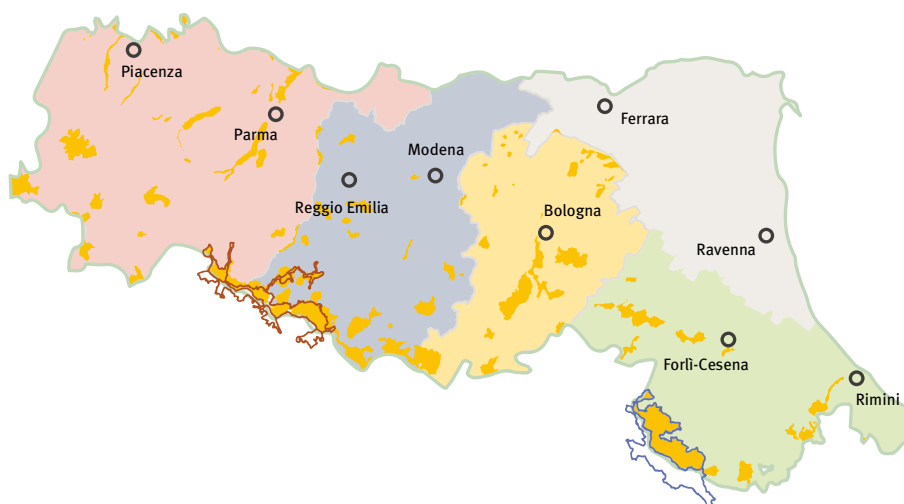 Piacenza
Ferrara
Parma
Modena
Reggio Emilia
Bologna
Ravenna
Forlì-Cesena
Rimini